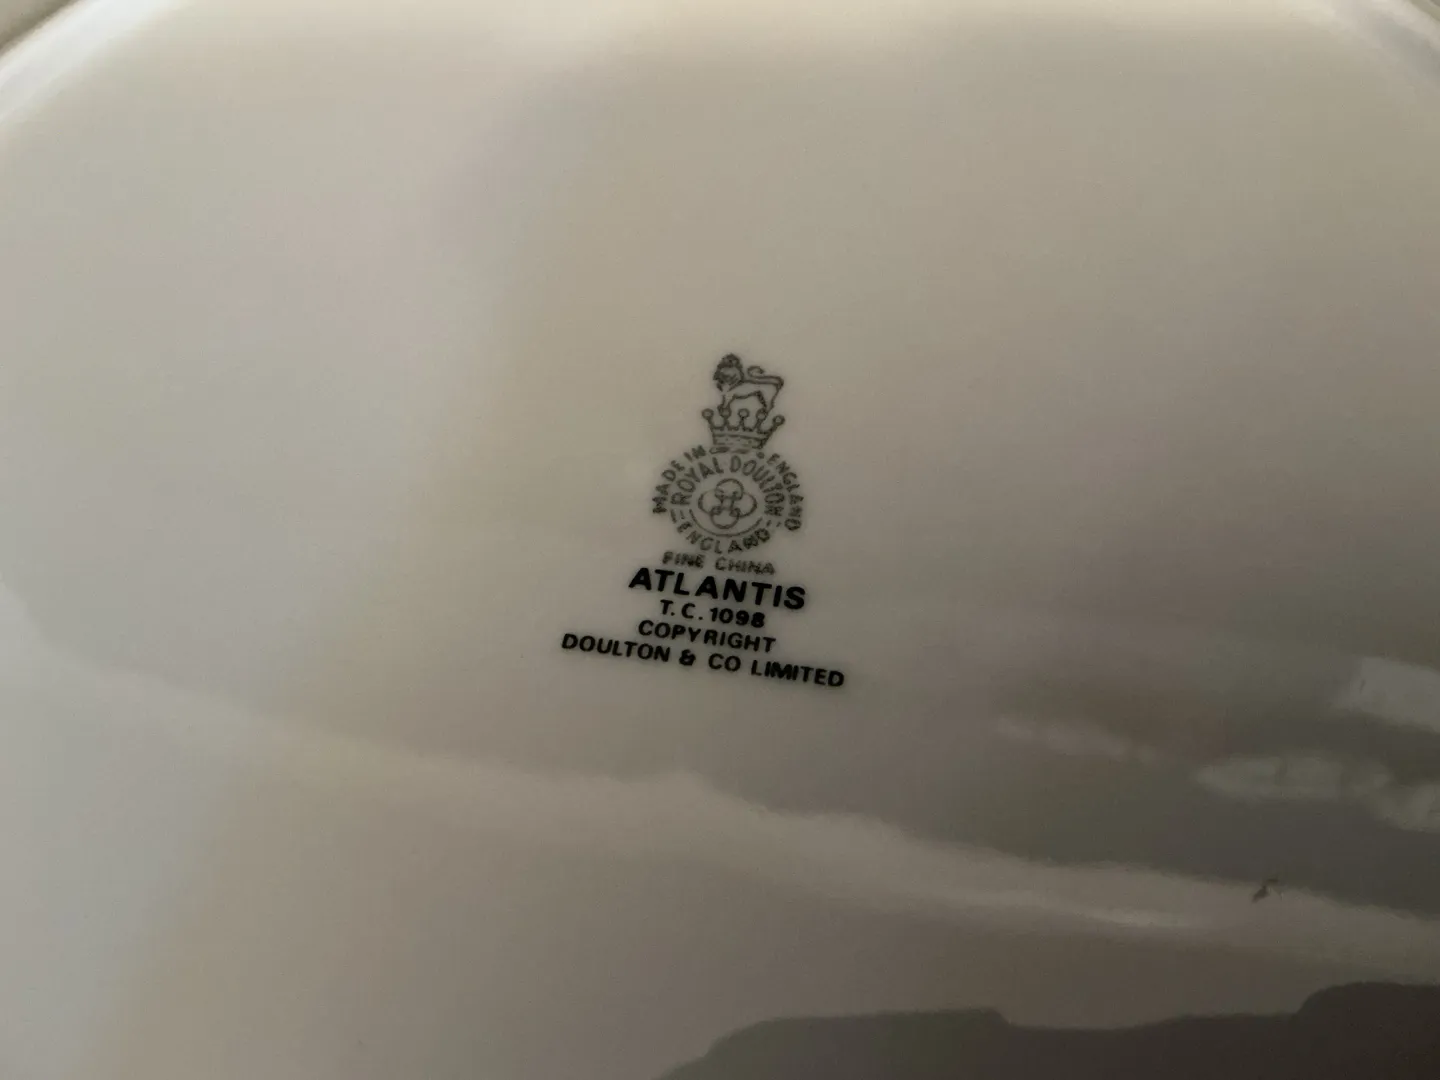 MADE IN ENGLAND
ROYAL DOULTON
ENGLAND
FINE CHINA
ATLANTIS
T.C.1098
COPYRIGHT
DOULTON & CO LIMITED